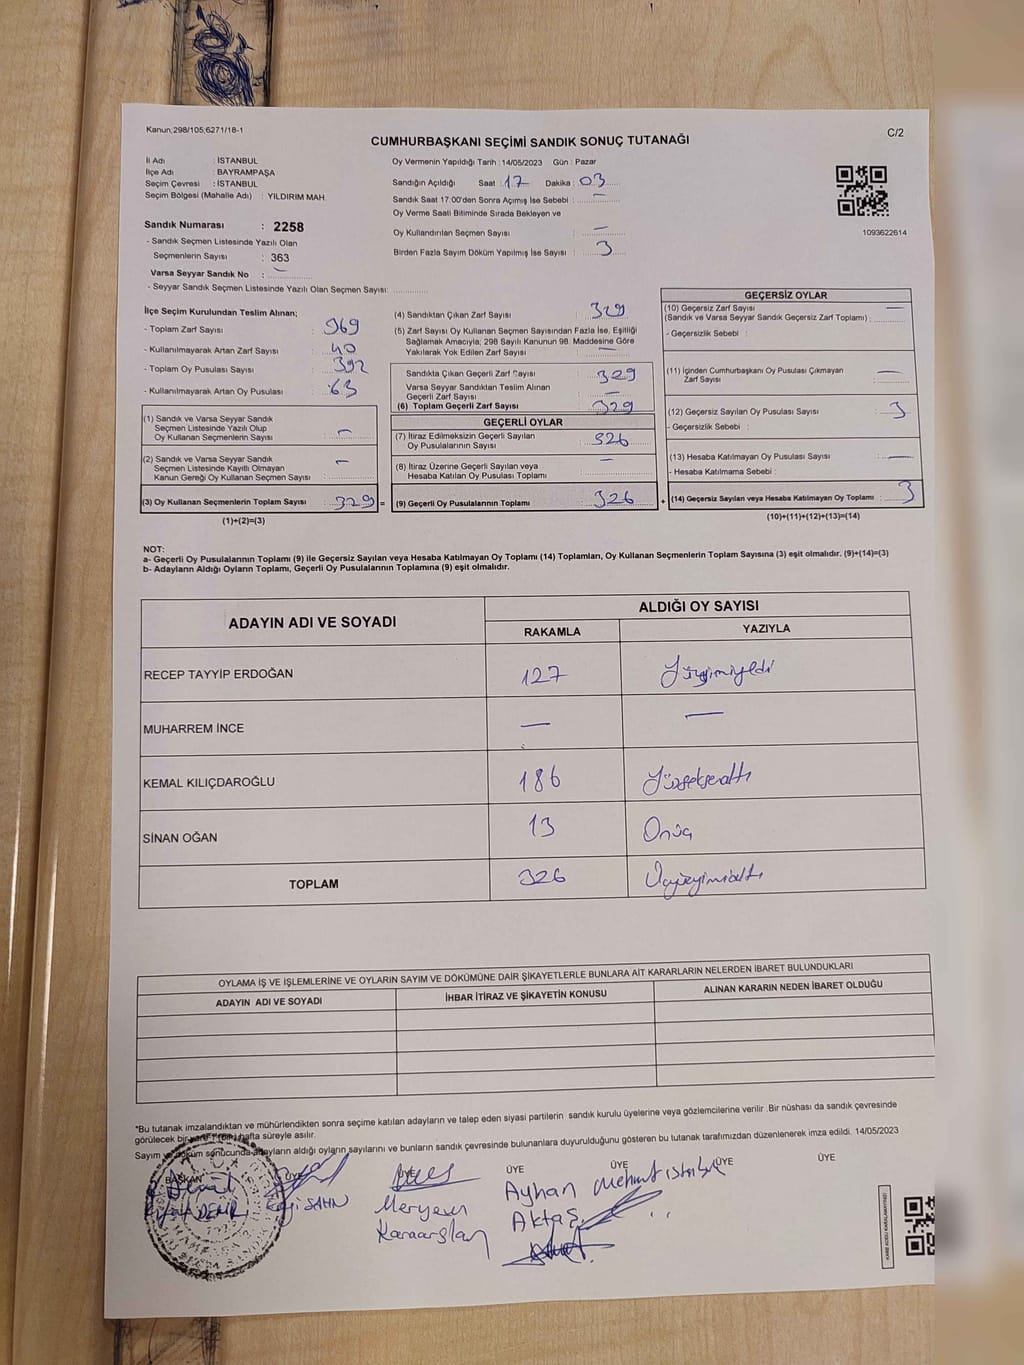 Kanun;298/105;6271/18-1
C/2
CUMHURBAŞKANI SEÇİMİ SANDIK SONUÇ TUTANAĞI
İl Adı : İSTANBUL
İlçe Adı : BAYRAMPAŞA
Seçim Çevresi : İSTANBUL
Seçim Bölgesi (Mahalle Adı) : YILDIRIM MAH
Sandık Numarası : 2258
- Sandık Seçmen Listesinde Yazılı Olan
Seçmenlerin Sayısı : 363
Varsa Seyyar Sandık No : —
- Seyyar Sandık Seçmen Listesinde Yazılı Olan Seçmen Sayısı:
Oy Vermenin Yapıldığı Tarih : 14/05/2023 Gün : Pazar
Sandığın Açıldığı Saat : 17 Dakika : 03
Sandık Saat 17:00'den Sonra Açımış İse Sebebi : —
Oy Verme Saati Bitiminde Sırada Bekleyen ve
Oy Kullandırılan Seçmen Sayısı : —
Birden Fazla Sayım Döküm Yapılmış İse Sayısı : 3
1093622614
İlçe Seçim Kurulundan Teslim Alınan;
- Toplam Zarf Sayısı : 369
- Kullanılmayarak Artan Zarf Sayısı : 40
- Toplam Oy Pusulası Sayısı : 392
- Kullanılmayarak Artan Oy Pusulası : 63
(1) Sandık ve Varsa Seyyar Sandık
Seçmen Listesinde Yazılı Olup
Oy Kullanan Seçmenlerin Sayısı : —
(2) Sandık ve Varsa Seyyar Sandık
Seçmen Listesinde Kayıtlı Olmayan
Kanun Gereği Oy Kullanan Seçmen Sayısı : —
(3) Oy Kullanan Seçmenlerin Toplam Sayısı : 329 =
(1)+(2)=(3)
(4) Sandıktan Çıkan Zarf Sayısı : 329
(5) Zarf Sayısı Oy Kullanan Seçmen Sayısından Fazla İse, Eşitliği
Sağlamak Amacıyla, 298 Sayılı Kanunun 98. Maddesine Göre
Yakılarak Yok Edilen Zarf Sayısı : —
Sandıkta Çıkan Geçerli Zarf Sayısı : 329
Varsa Seyyar Sandıktan Teslim Alınan
Geçerli Zarf Sayısı : —
(6) Toplam Geçerli Zarf Sayısı : 329
GEÇERLİ OYLAR
(7) İtiraz Edilmeksizin Geçerli Sayılan
Oy Pusulalarının Sayısı : 326
(8) İtiraz Üzerine Geçerli Sayılan veya
Hesaba Katılan Oy Pusulası Toplamı : —
(9) Geçerli Oy Pusulalarının Toplamı : 326 +
GEÇERSİZ OYLAR
(10) Geçersiz Zarf Sayısı —
(Sandık ve Varsa Seyyar Sandık Geçersiz Zarf Toplamı) :
- Geçersizlik Sebebi :
(11) İçinden Cumhurbaşkanı Oy Pusulası Çıkmayan
Zarf Sayısı : —
(12) Geçersiz Sayılan Oy Pusulası Sayısı : 3
- Geçersizlik Sebebi :
(13) Hesaba Katılmayan Oy Pusulası Sayısı : —
- Hesaba Katılmama Sebebi :
(14) Geçersiz Sayılan veya Hesaba Katılmayan Oy Toplamı : 3
(10)+(11)+(12)+(13)=(14)
NOT:
a- Geçerli Oy Pusulalarının Toplamı (9) ile Geçersiz Sayılan veya Hesaba Katılmayan Oy Toplamı (14) Toplamları, Oy Kullanan Seçmenlerin Toplam Sayısına (3) eşit olmalıdır. (9)+(14)=(3)
b- Adayların Aldığı Oyların Toplamı, Geçerli Oy Pusulalarının Toplamına (9) eşit olmalıdır.
ADAYIN ADI VE SOYADI
ALDIĞI OY SAYISI
RAKAMLA YAZIYLA
RECEP TAYYİP ERDOĞAN 127 Yüzyirmiyedi
MUHARREM İNCE — —
KEMAL KILIÇDAROĞLU 186 Yüzseksenaltı
SİNAN OĞAN 13 Onüç
TOPLAM 326 Üçyüzyirmialtı
OYLAMA İŞ VE İŞLEMLERİNE VE OYLARIN SAYIM VE DÖKÜMÜNE DAİR ŞİKAYETLERLE BUNLARA AİT KARARLARIN NELERDEN İBARET BULUNDUKLARI
ADAYIN ADI VE SOYADI İHBAR İTİRAZ VE ŞİKAYETİN KONUSU ALINAN KARARIN NEDEN İBARET OLDUĞU
*Bu tutanak imzalandıktan ve mühürlendikten sonra seçime katılan adayların ve talep eden siyasi partilerin sandık kurulu üyelerine veya gözlemcilerine verilir .Bir nüshası da sandık çevresinde
görülecek bir yere 1 (Bir) hafta süreyle asılır.
Sayım ve döküm sonucunda adayların aldığı oyların sayılarını ve bunların sandık çevresinde bulunanlara duyurulduğunu gösteren bu tutanak tarafımızdan düzenlenerek imza edildi. 14/05/2023
BAŞKAN ÜYE ÜYE ÜYE ÜYE ÜYE ÜYE
DEMİR
SAHİN
Meryem
Karaarslan
Ayhan
Aktaş
Mehmet
KARE KODU KARALAMAYINIZ!